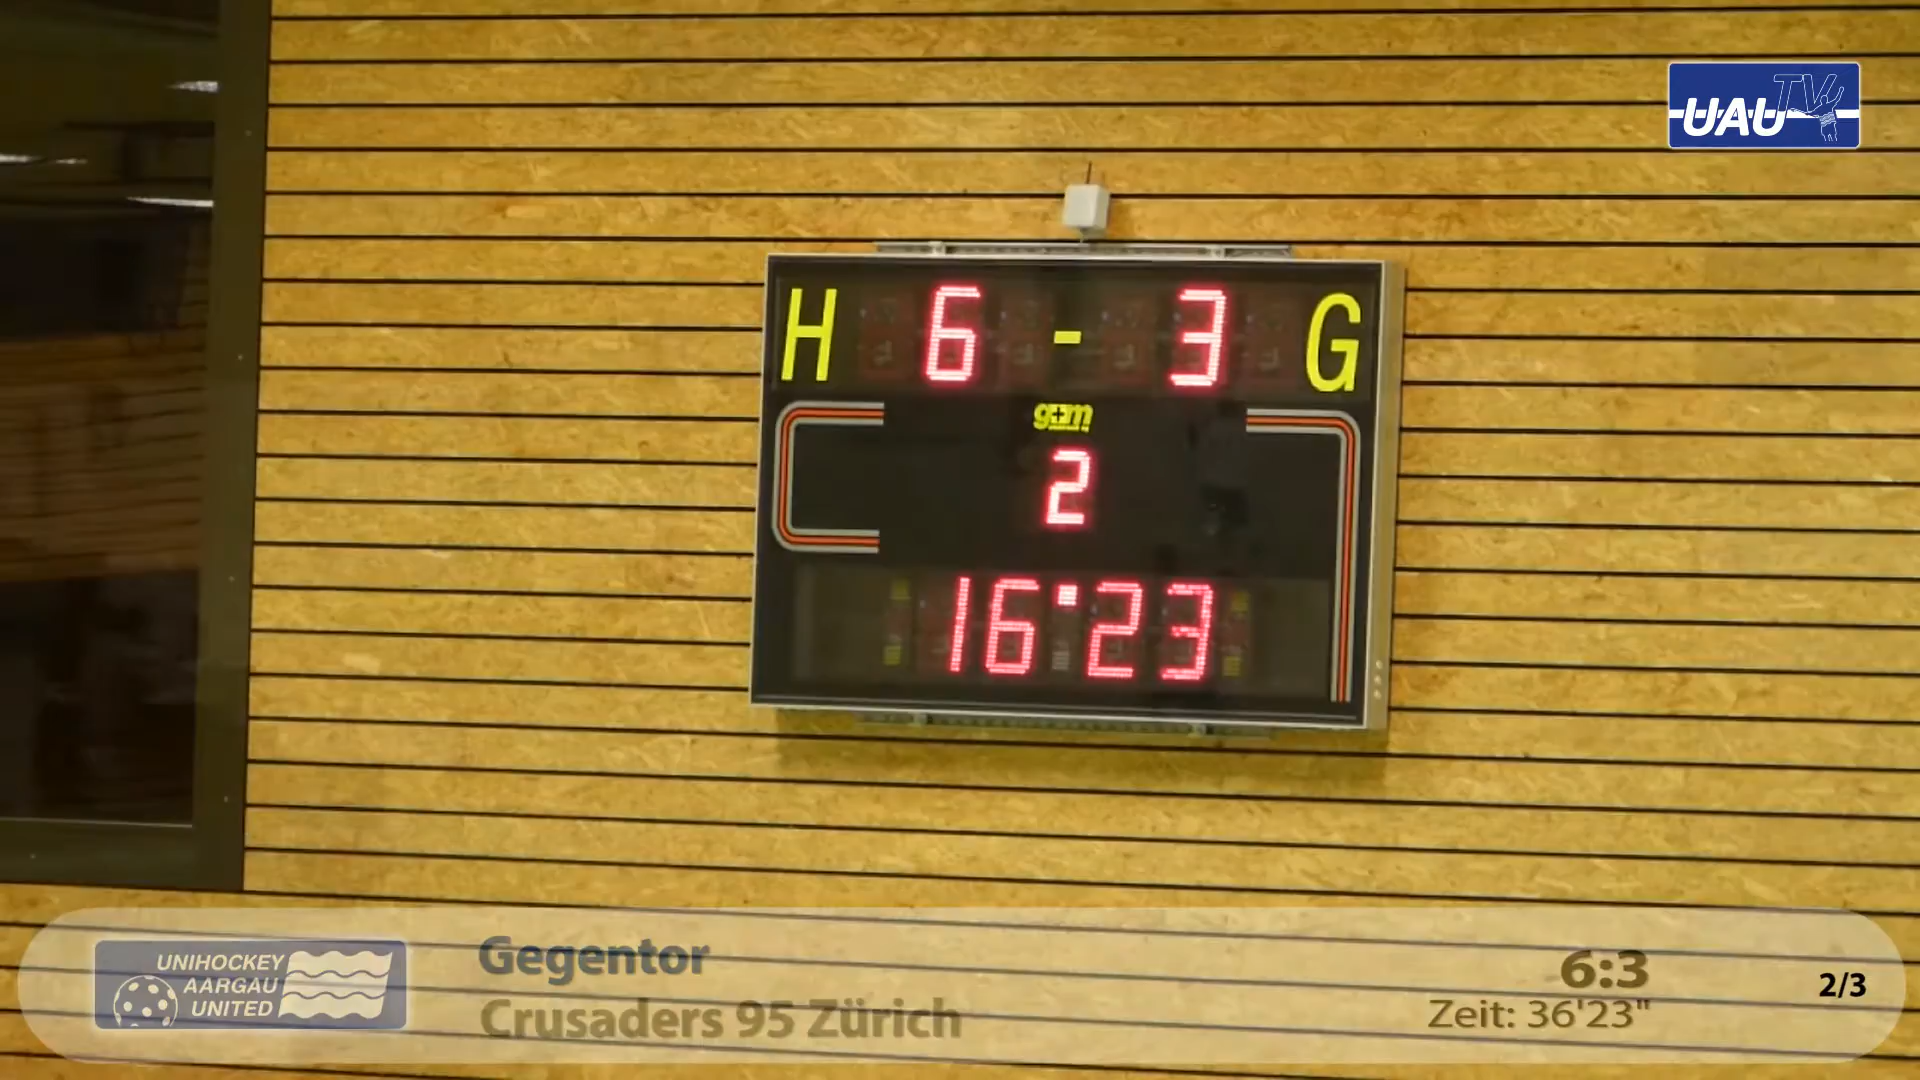 UAU TV
H 6 - 3 G
g+m
2
16:23
UNIHOCKEY
AARGAU
UNITED
Gegentor
Crusaders 95 Zürich
6:3
Zeit: 36'23"
2/3